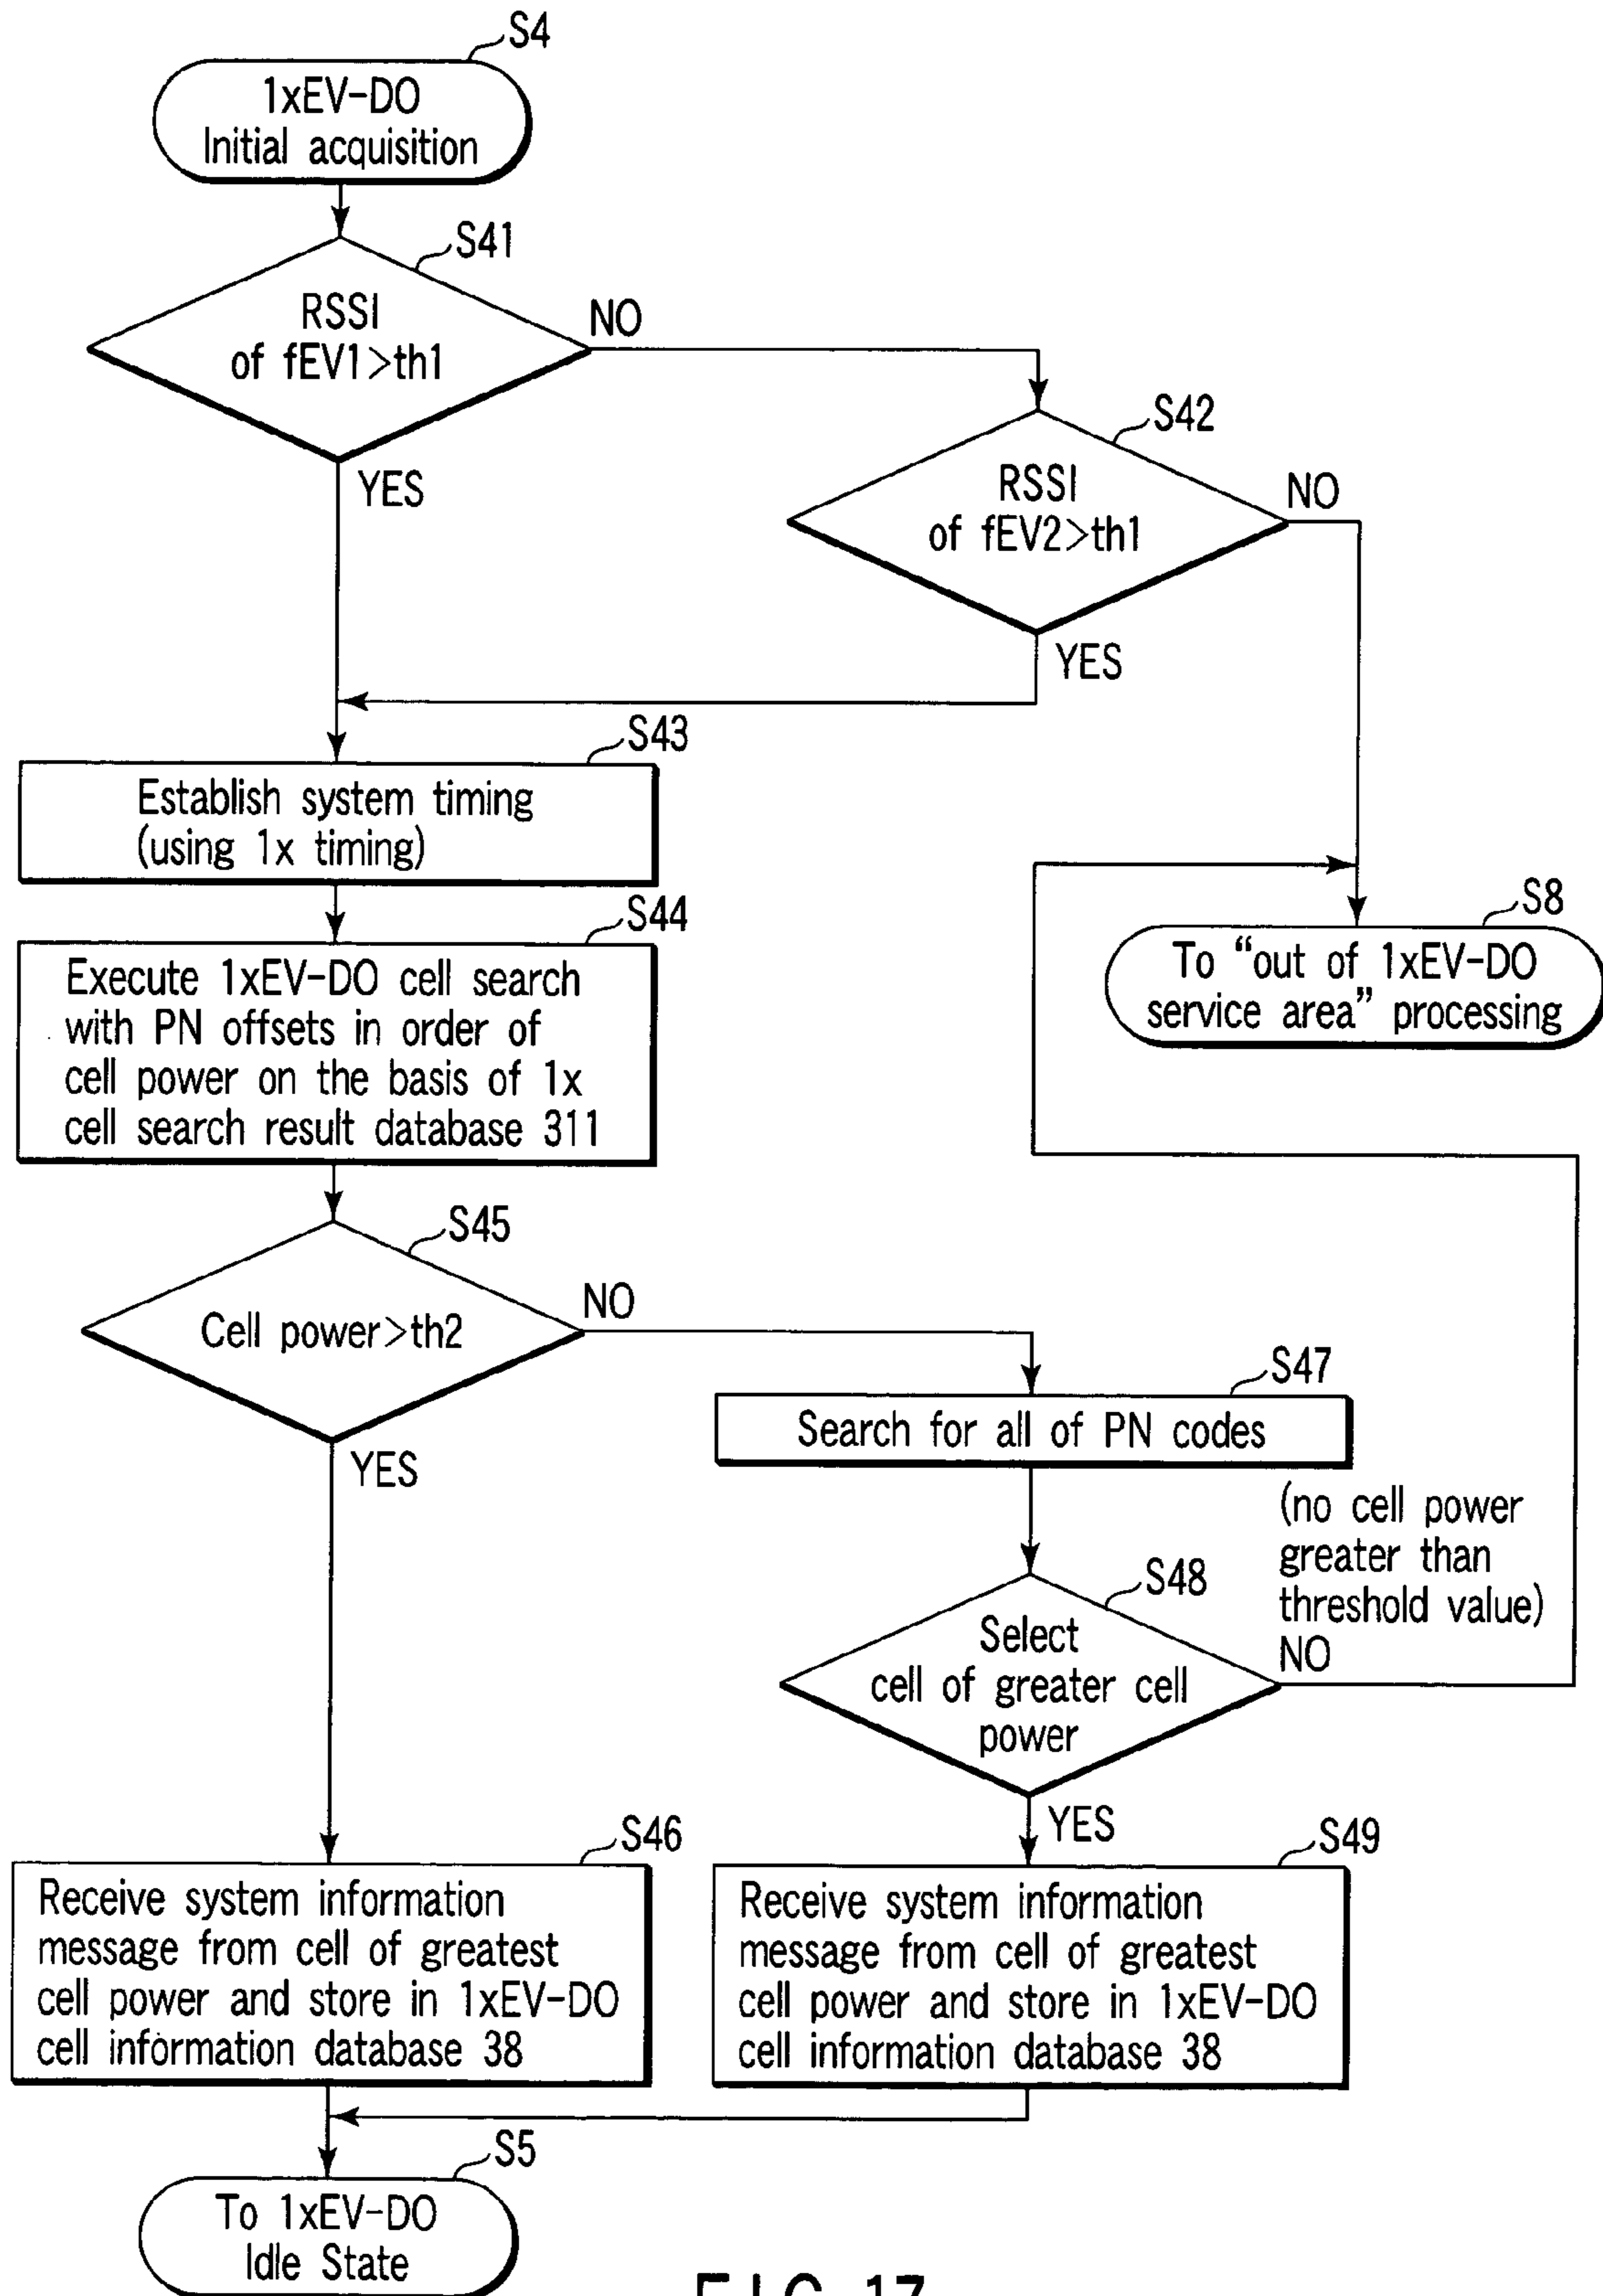 S4
1xEV-DO
Initial acquisition
S41
RSSI
of fEV1>th1
NO
YES
S42
RSSI
of fEV2>th1
NO
YES
S43
Establish system timing
(using 1x timing)
S44
Execute 1xEV-DO cell search
with PN offsets in order of
cell power on the basis of 1x
cell search result database 311
S8
To “out of 1xEV-DO
service area” processing
S45
Cell power>th2
NO
YES
S47
Search for all of PN codes
(no cell power
greater than
threshold value)
NO
S48
Select
cell of greater cell
power
YES
S46
Receive system information
message from cell of greatest
cell power and store in 1xEV-DO
cell information database 38
S49
Receive system information
message from cell of greatest
cell power and store in 1xEV-DO
cell information database 38
S5
To 1xEV-DO
Idle State
FIG. 17